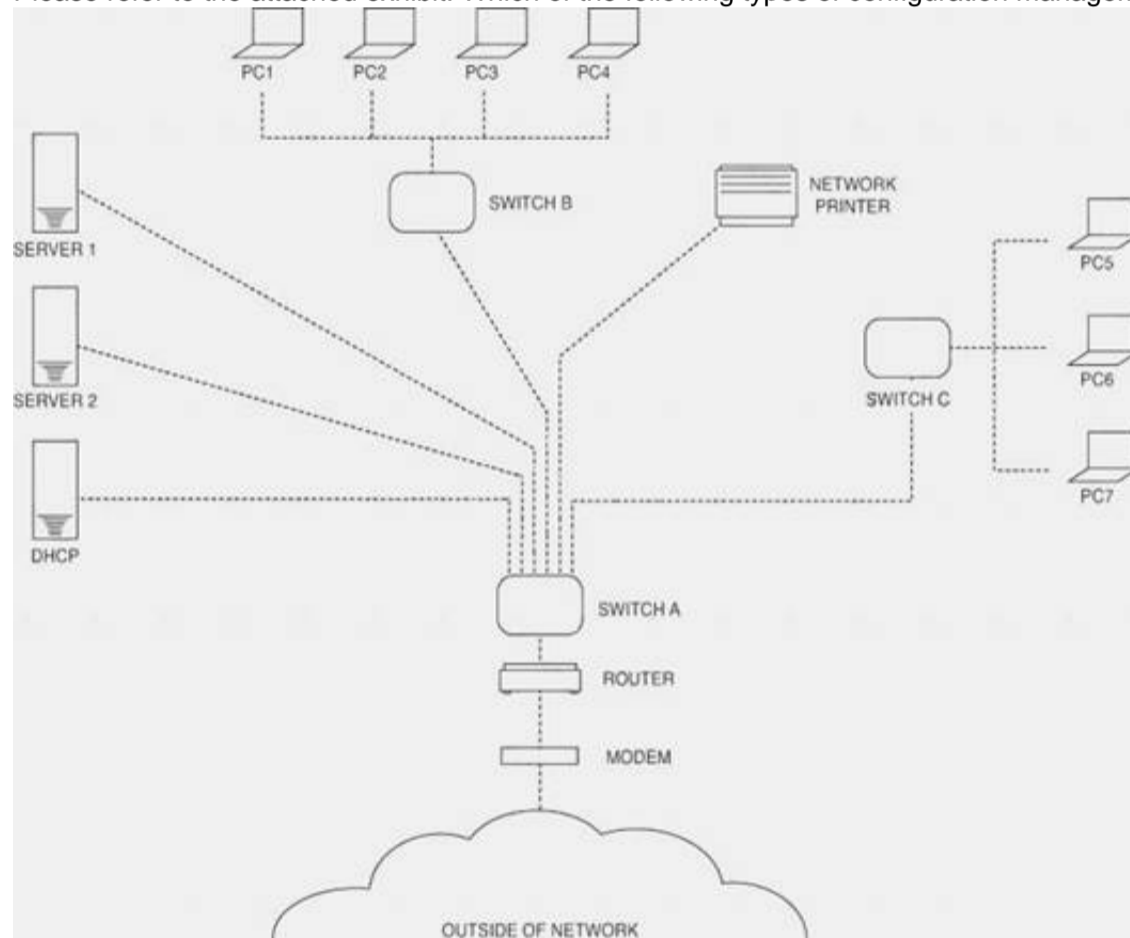 Please refer to the attached exhibit. Which of the following types of configuration
PC1 PC2 PC3 PC4
SWITCH B
NETWORK
PRINTER
SERVER 1
PC5
SERVER 2
SWITCH C
PC6
PC7
DHCP
SWITCH A
ROUTER
MODEM
OUTSIDE OF NETWORK